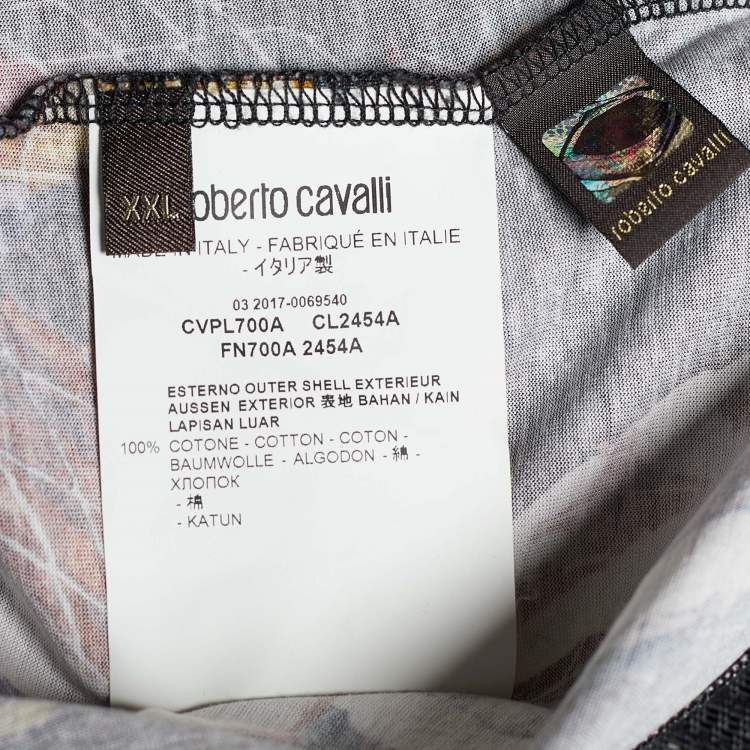 XXL
roberto cavalli
roberto cavalli
MADE IN ITALY - FABRIQUÉ EN ITALIE
- イタリア製
03 2017-0069540
CVPL700A CL2454A
FN700A 2454A
ESTERNO OUTER SHELL EXTERIEUR
AUSSEN EXTERIOR 表地 BAHAN / KAIN
LAPISAN LUAR
100% COTONE - COTTON - COTON -
BAUMWOLLE - ALGODON - 綿 -
ХЛОПОК
- 棉
- KATUN